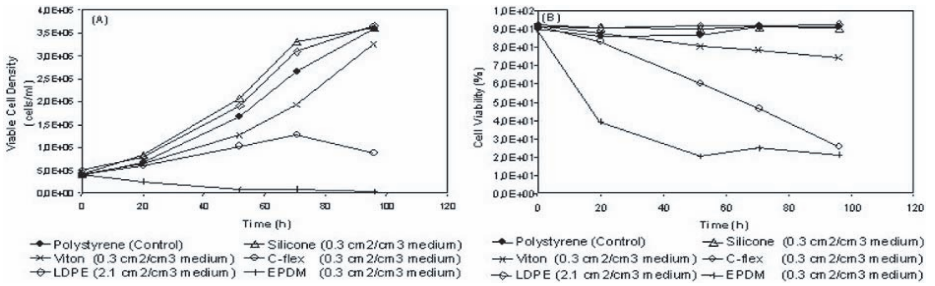 (A)
4,0E+06
3,5E+06
3,0E+06
2,5E+06
2,0E+06
1,5E+06
1,0E+06
5,0E+05
0,0E+00
Viable Cell Density
(cells/ml)
0 20 40 60 80 100 120
Time (h)
Polystyrene (Control)
Silicone (0.3 cm2/cm3 medium)
Viton (0.3 cm2/cm3 medium)
C-flex (0.3 cm2/cm3 medium)
LDPE (2.1 cm2/cm3 medium)
EPDM (0.3 cm2/cm3 medium)
(B)
1,0E+02
9,0E+01
8,0E+01
7,0E+01
6,0E+01
5,0E+01
4,0E+01
3,0E+01
2,0E+01
1,0E+01
0,0E+00
Cell Viability (%)
0 20 40 60 80 100 120
Time (h)
Polystyrene (Control)
Silicone (0.3 cm2/cm3 medium)
Viton (0.3 cm2/cm3 medium)
C-flex (0.3 cm2/cm3 medium)
LDPE (2.1 cm2/cm3 medium)
EPDM (0.3 cm2/cm3 medium)